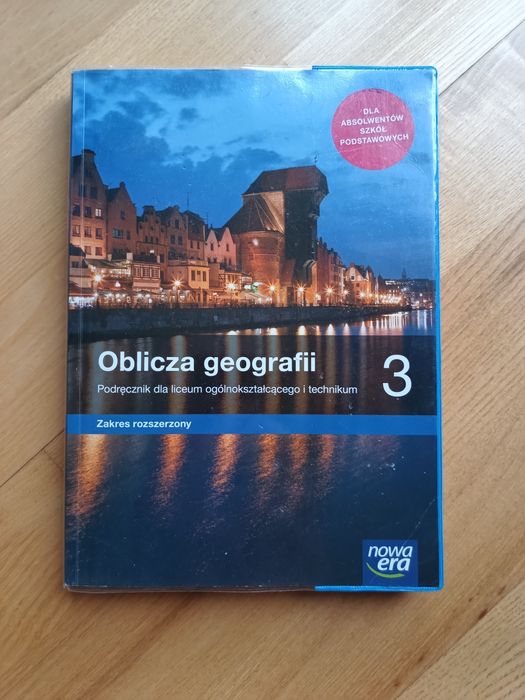 DLA
ABSOLWENTÓW
SZKÓŁ
PODSTAWOWYCH
Oblicza geografii 3
Podręcznik dla liceum ogólnokształcącego i technikum
Zakres rozszerzony
nowa
era